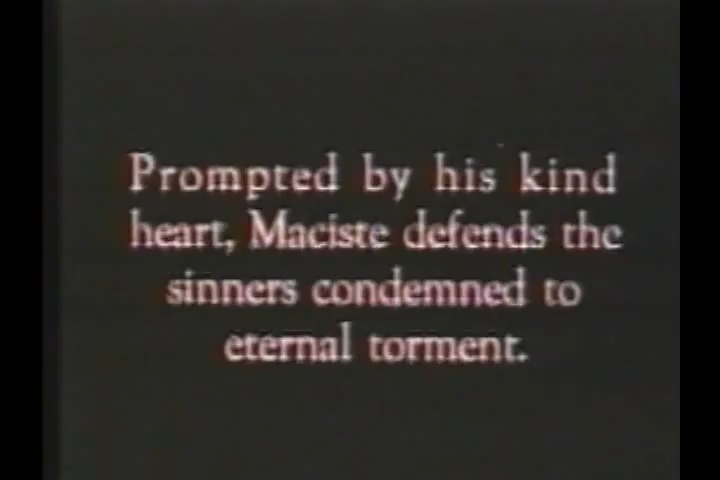 Prompted by his kind
heart, Maciste defends the
sinners condemned to
eternal torment.